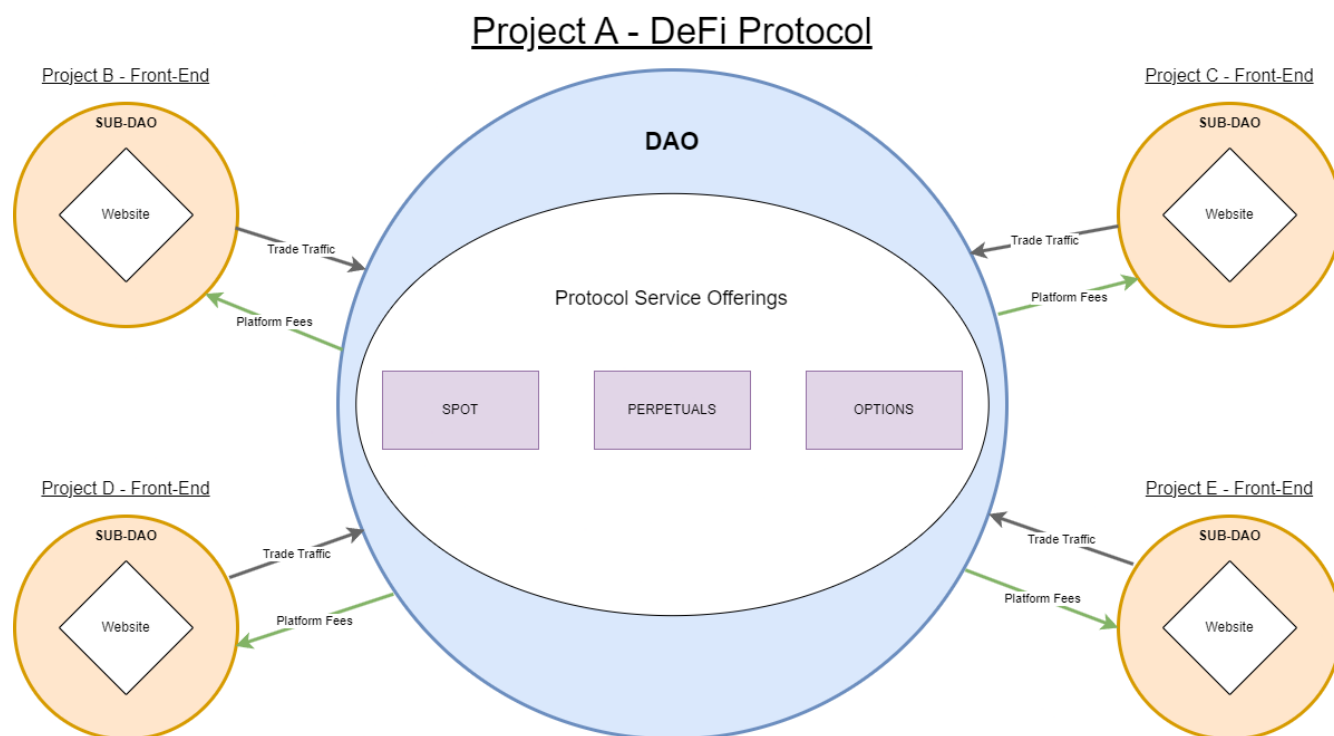 Project A - DeFi Protocol
Project B - Front-End
SUB-DAO
Website
Trade Traffic
Platform Fees
Project C - Front-End
SUB-DAO
Website
Trade Traffic
Platform Fees
DAO
Protocol Service Offerings
SPOT
PERPETUALS
OPTIONS
Project D - Front-End
SUB-DAO
Website
Trade Traffic
Platform Fees
Project E - Front-End
SUB-DAO
Website
Trade Traffic
Platform Fees